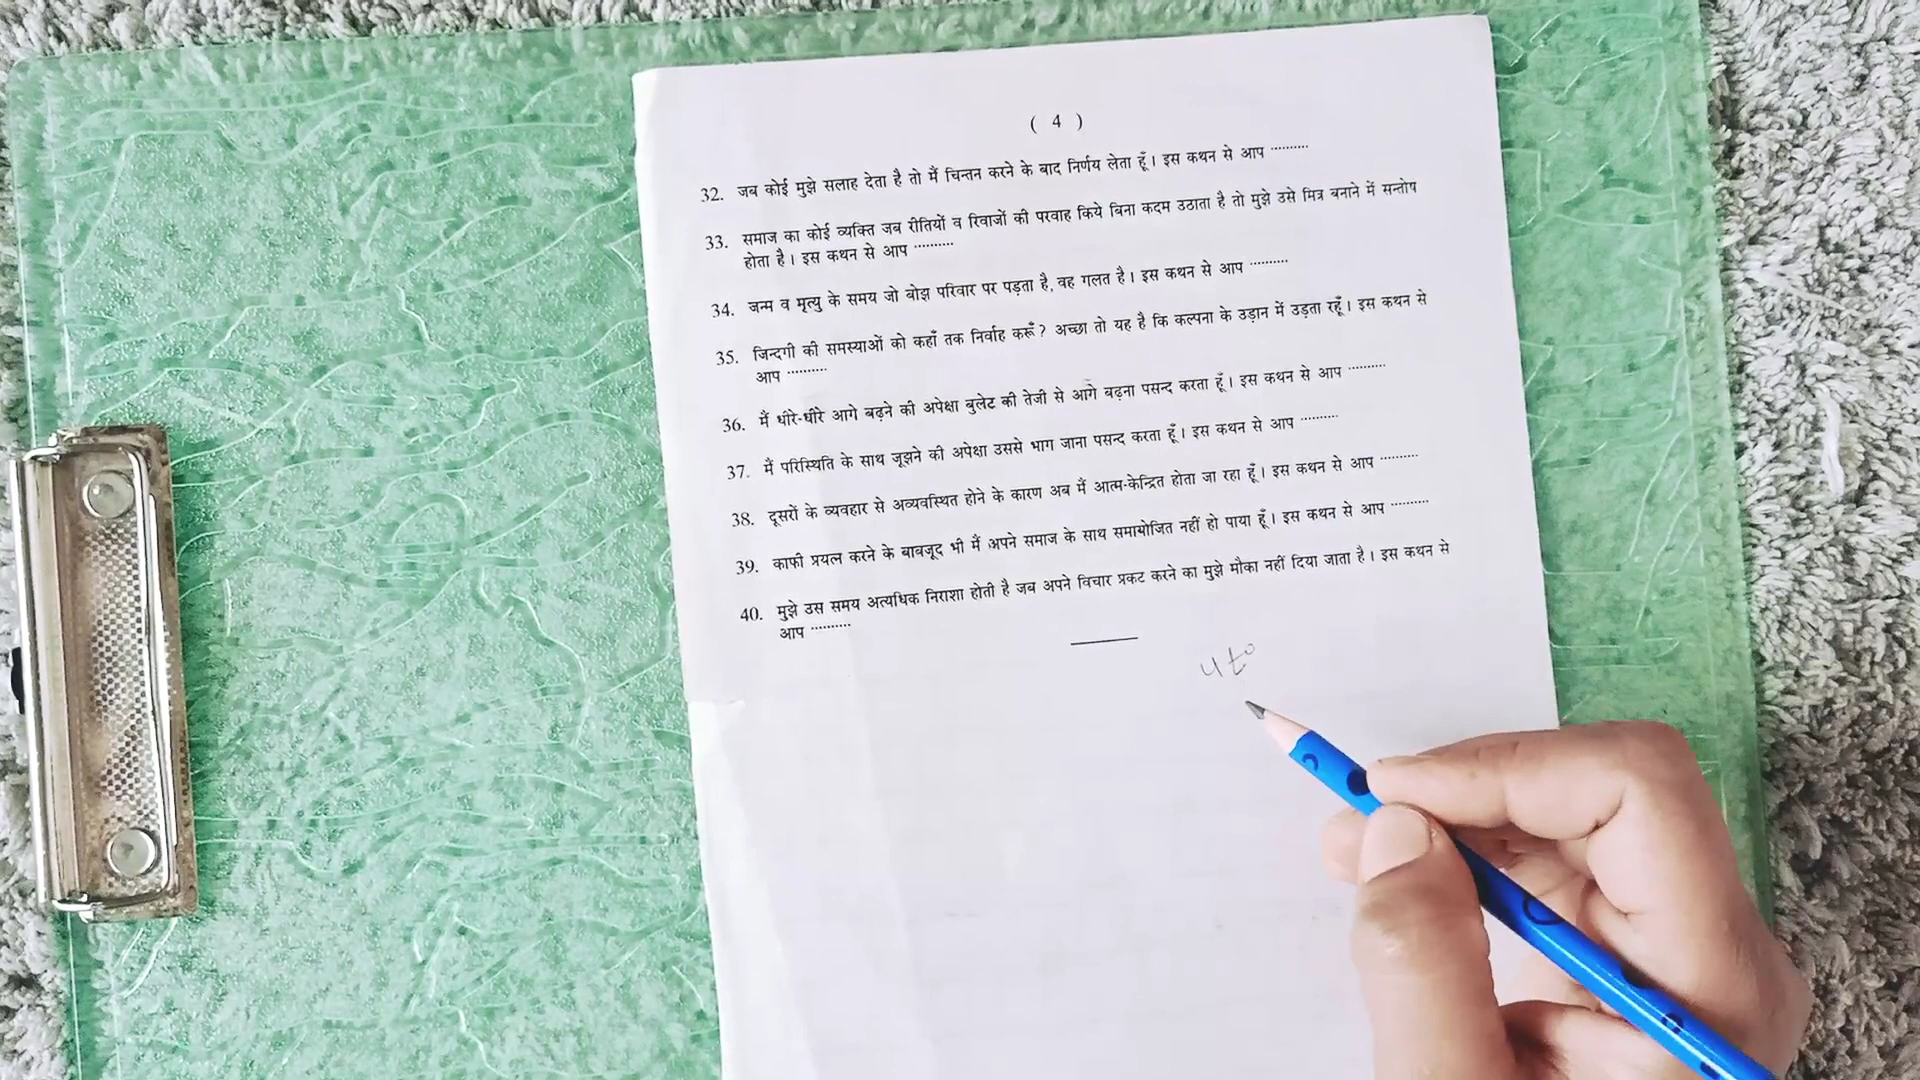 ( 4 )
32. जब कोई मुझे सलाह देता है तो मैं चिन्तन करने के बाद निर्णय लेता हूँ। इस कथन से आप ..........
33. समाज का कोई व्यक्ति जब रीतियों व रिवाजों की परवाह किये बिना कदम उठाता है तो मुझे उसे मित्र बनाने में सन्तोष
होता है। इस कथन से आप ..........
34. जन्म व मृत्यु के समय जो बोझ परिवार पर पड़ता है, वह गलत है। इस कथन से आप ..........
35. जिन्दगी की समस्याओं को कहाँ तक निर्वाह करूँ? अच्छा तो यह है कि कल्पना के उड़ान में उड़ता रहूँ। इस कथन से
आप ..........
36. मैं धीरे-धीरे आगे बढ़ने की अपेक्षा बुलेट की तेजी से आगे बढ़ना पसन्द करता हूँ। इस कथन से आप ..........
37. मैं परिस्थिति के साथ जूझने की अपेक्षा उससे भाग जाना पसन्द करता हूँ। इस कथन से आप ..........
38. दूसरों के व्यवहार से अव्यवस्थित होने के कारण अब मैं आत्म-केन्द्रित होता जा रहा हूँ। इस कथन से आप ..........
39. काफी प्रयत्न करने के बावजूद भी मैं अपने समाज के साथ समायोजित नहीं हो पाया हूँ। इस कथन से आप ..........
40. मुझे उस समय अत्यधिक निराशा होती है जब अपने विचार प्रकट करने का मुझे मौका नहीं दिया जाता है। इस कथन से
आप ..........